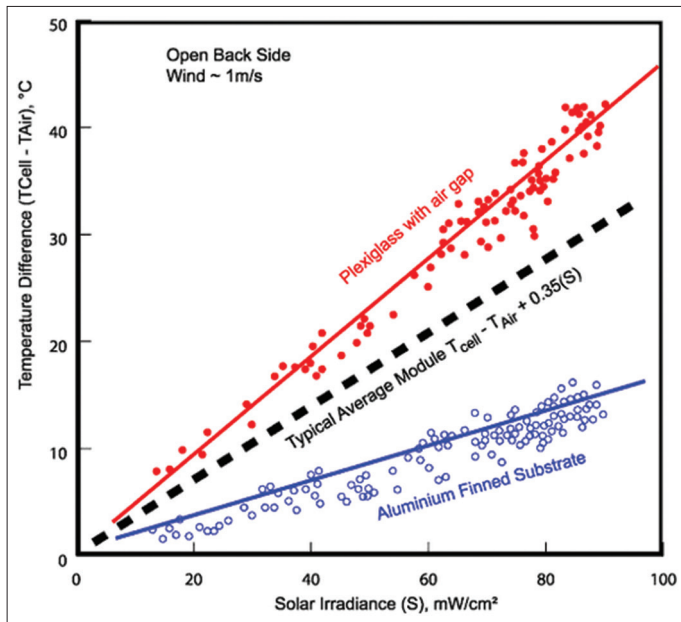 50
40
30
20
10
0
Temperature Difference (TCell - TAir), °C
Open Back Side
Wind ~ 1m/s
Plexiglass with air gap
Typical Average Module Tcell - TAir + 0.35(S)
Aluminium Finned Substrate
0 20 40 60 80 100
Solar Irradiance (S), mW/cm²